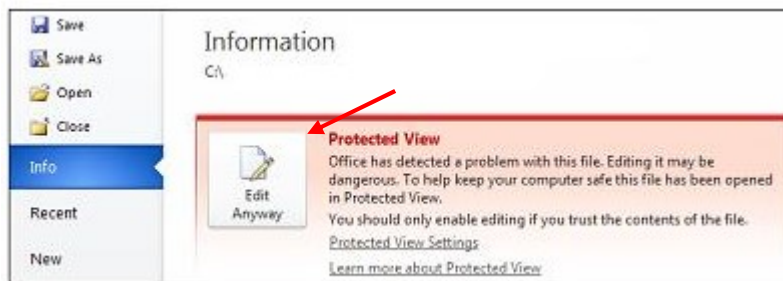 Save
Save As
Open
Close
Info
Recent
New
Information
C:\
Edit
Anyway
Protected View
Office has detected a problem with this file. Editing it may be
dangerous. To help keep your computer safe this file has been opened
in Protected View.
You should only enable editing if you trust the contents of the file.
Protected View Settings
Learn more about Protected View